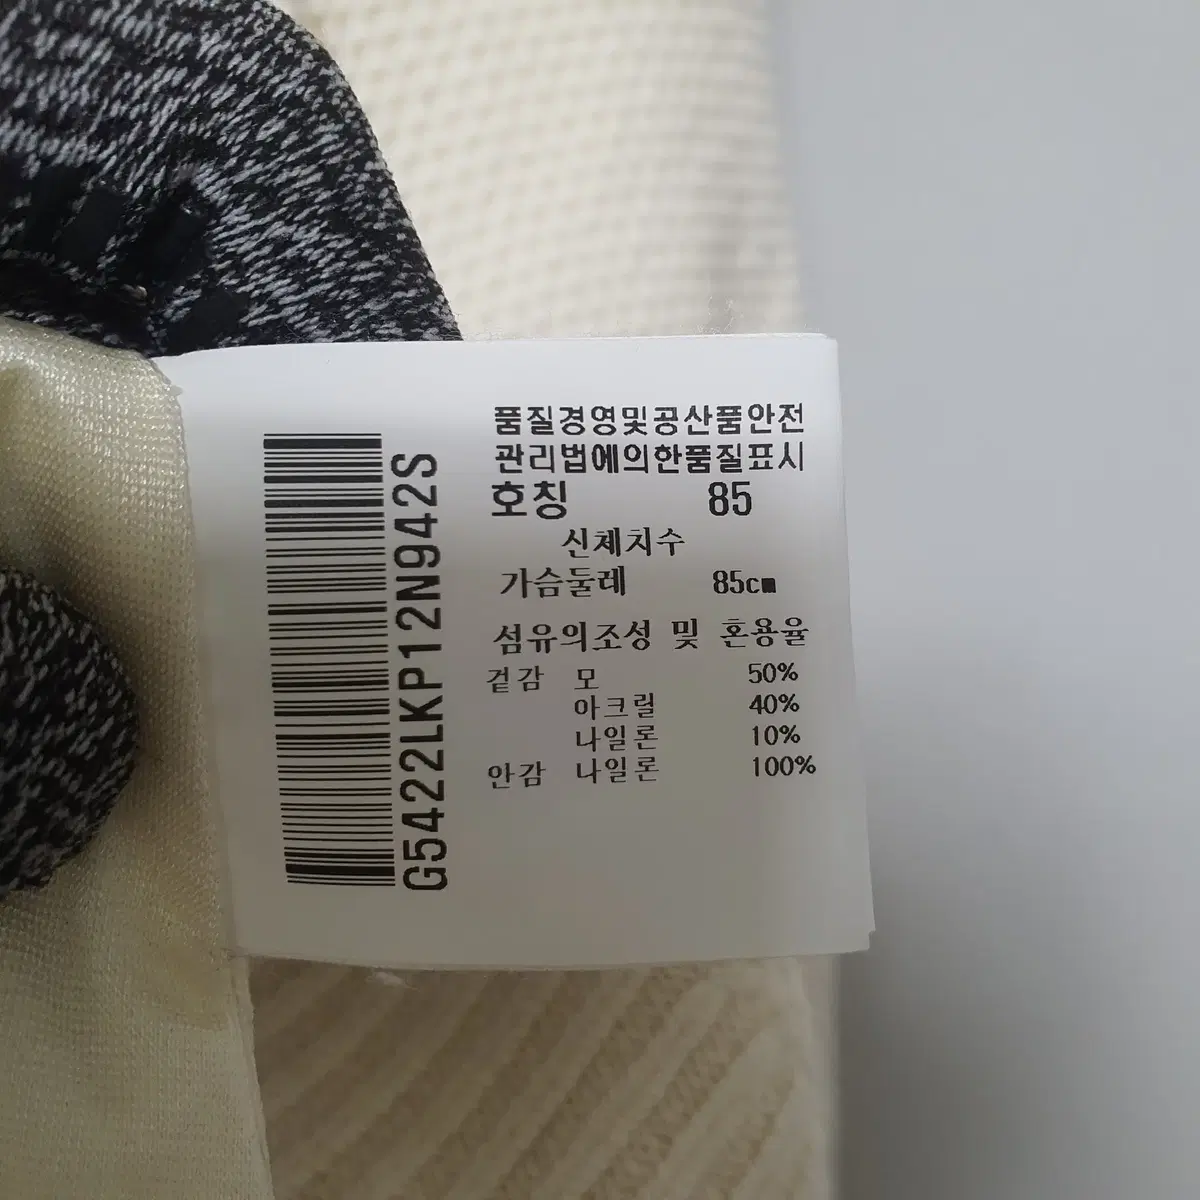 품질경영및공산품안전
관리법에의한품질표시
호칭 85
신체치수
가슴둘레 85cm
섬유의조성 및 혼용율
겉감 모 50%
아크릴 40%
나일론 10%
안감 나일론 100%
G5422LKP12N942S